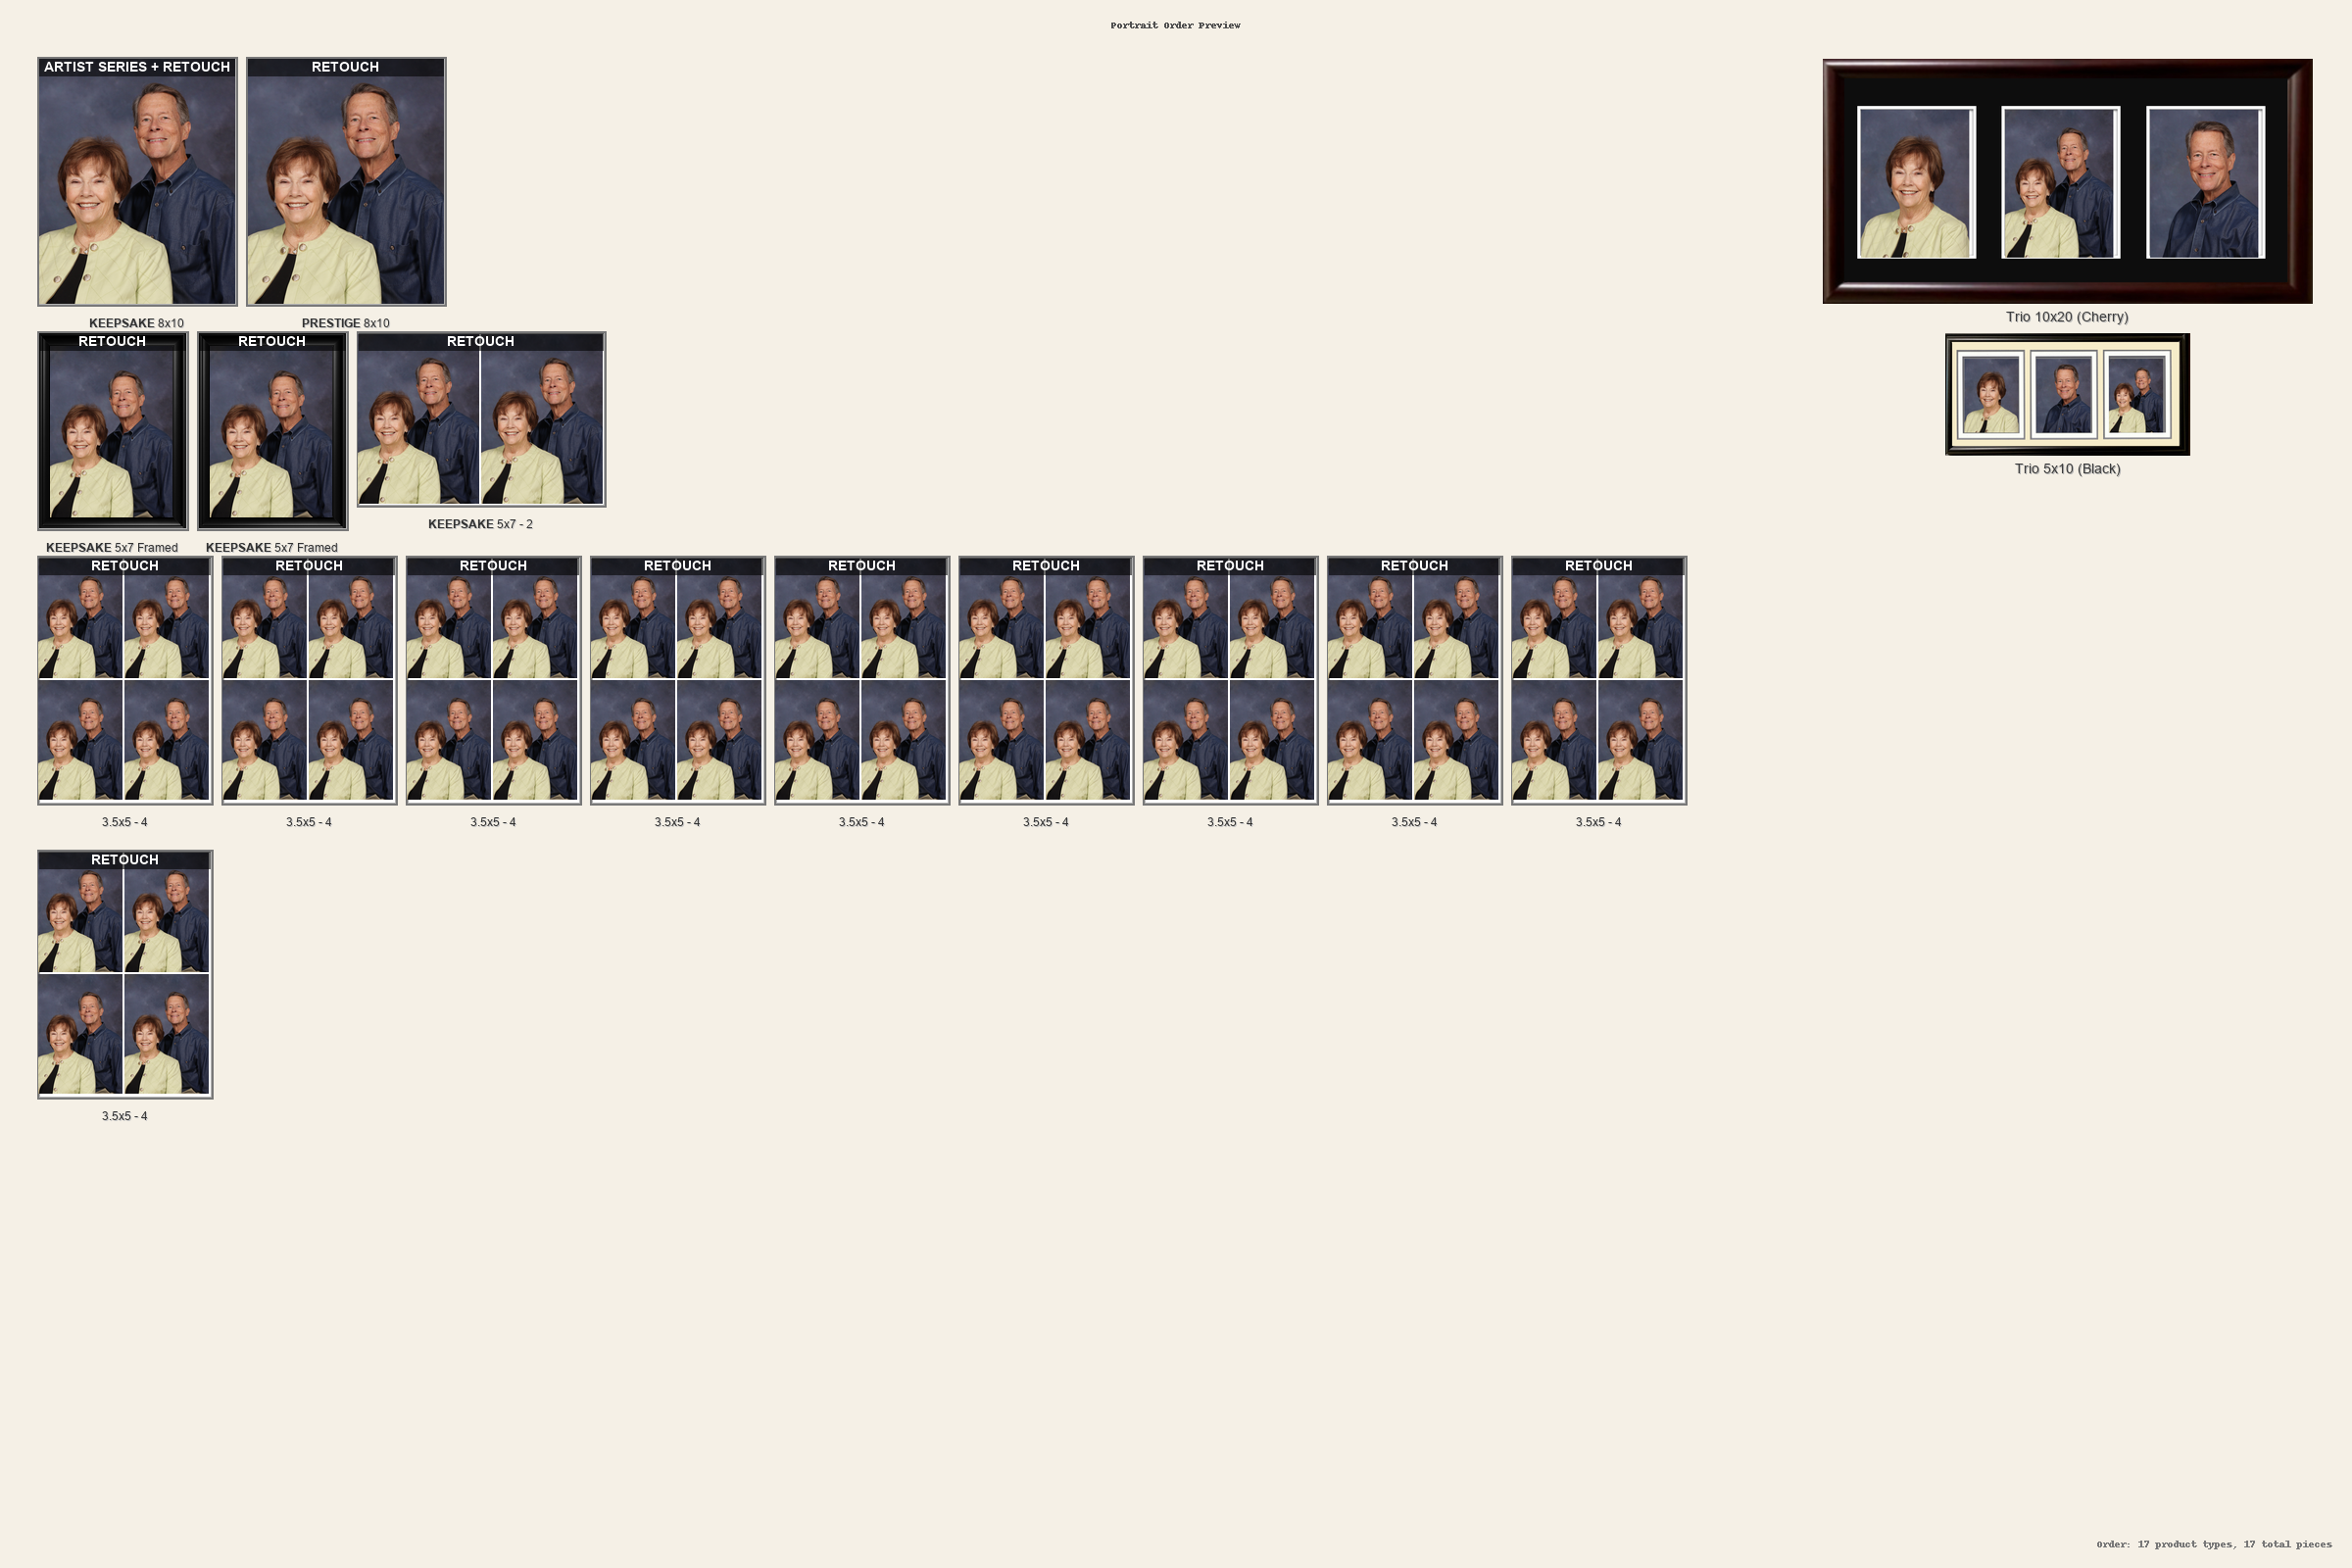 Portrait Order Preview
ARTIST SERIES + RETOUCH
RETOUCH
KEEPSAKE 8x10
PRESTIGE 8x10
Trio 10x20 (Cherry)
RETOUCH
RETOUCH
RETOUCH
KEEPSAKE 5x7 Framed
KEEPSAKE 5x7 Framed
KEEPSAKE 5x7 - 2
Trio 5x10 (Black)
RETOUCH
RETOUCH
RETOUCH
RETOUCH
RETOUCH
RETOUCH
RETOUCH
RETOUCH
RETOUCH
3.5x5 - 4
3.5x5 - 4
3.5x5 - 4
3.5x5 - 4
3.5x5 - 4
3.5x5 - 4
3.5x5 - 4
3.5x5 - 4
3.5x5 - 4
RETOUCH
3.5x5 - 4
Order: 17 product types, 17 total pieces